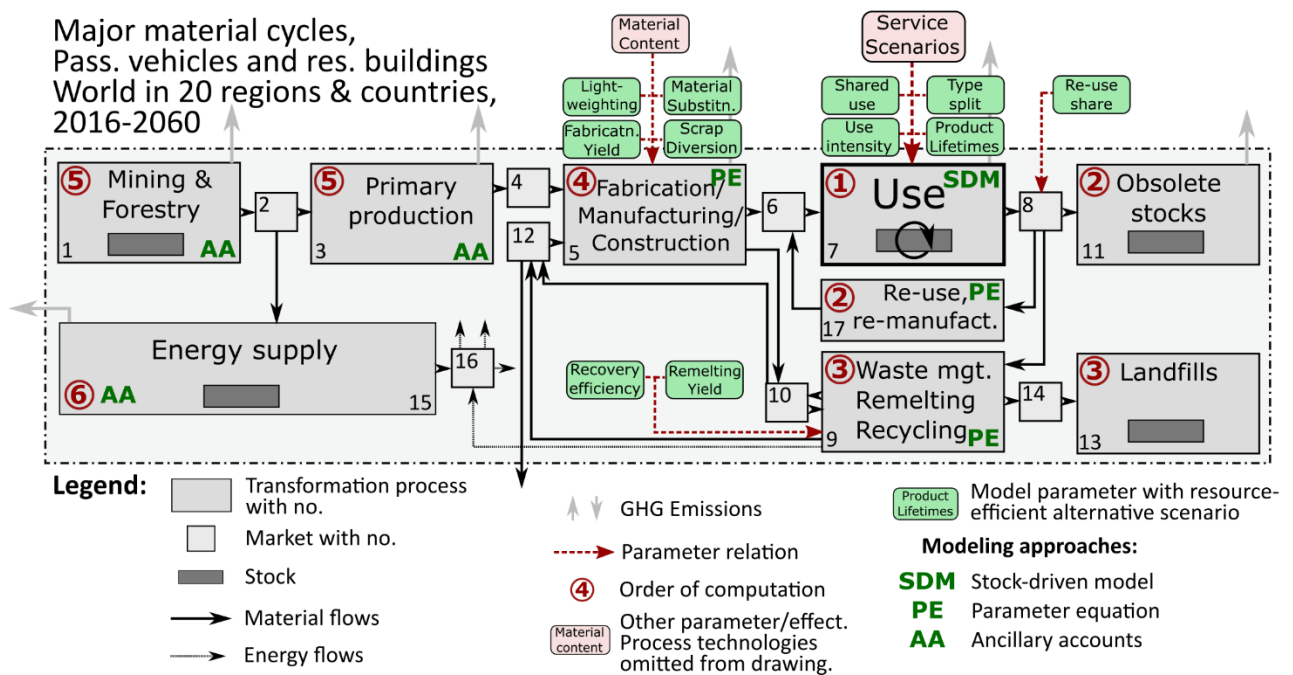 Major material cycles,
Pass. vehicles and res. buildings
World in 20 regions & countries,
2016-2060
Material
Content
Service
Scenarios
Light-
weighting
Material
Substitn.
Fabricatn.
Yield
Scrap
Diversion
Shared
use
Type
split
Use
intensity
Product
Lifetimes
Re-use
share
⑤ Mining &
Forestry
1
AA
2
⑤ Primary
production
3
AA
4
12
④ PE
Fabrication/
Manufacturing/
Construction
5
6
① SDM
Use
7
8
② Obsolete
stocks
11
② Re-use, PE
17 re-manufact.
Energy supply
⑥ AA
15
16
Recovery
efficiency
Remelting
Yield
10
③ Waste mgt.
Remelting
Recycling
9
PE
14
③ Landfills
13
Legend:
Transformation process
with no.
Market with no.
Stock
Material flows
Energy flows
GHG Emissions
Parameter relation
④ Order of computation
Material
content
Other parameter/effect.
Process technologies
omitted from drawing.
Product
Lifetimes
Model parameter with resource-
efficient alternative scenario
Modeling approaches:
SDM Stock-driven model
PE Parameter equation
AA Ancillary accounts